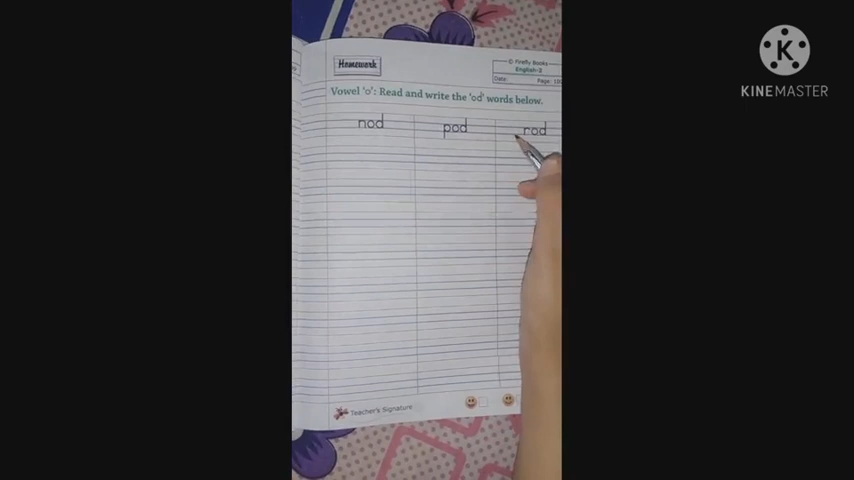 Homework
© Firefly Books
English-2
Date:
Page:
Vowel 'o': Read and write the 'od' words below.
nod pod rod
Teacher's Signature
KINEMASTER